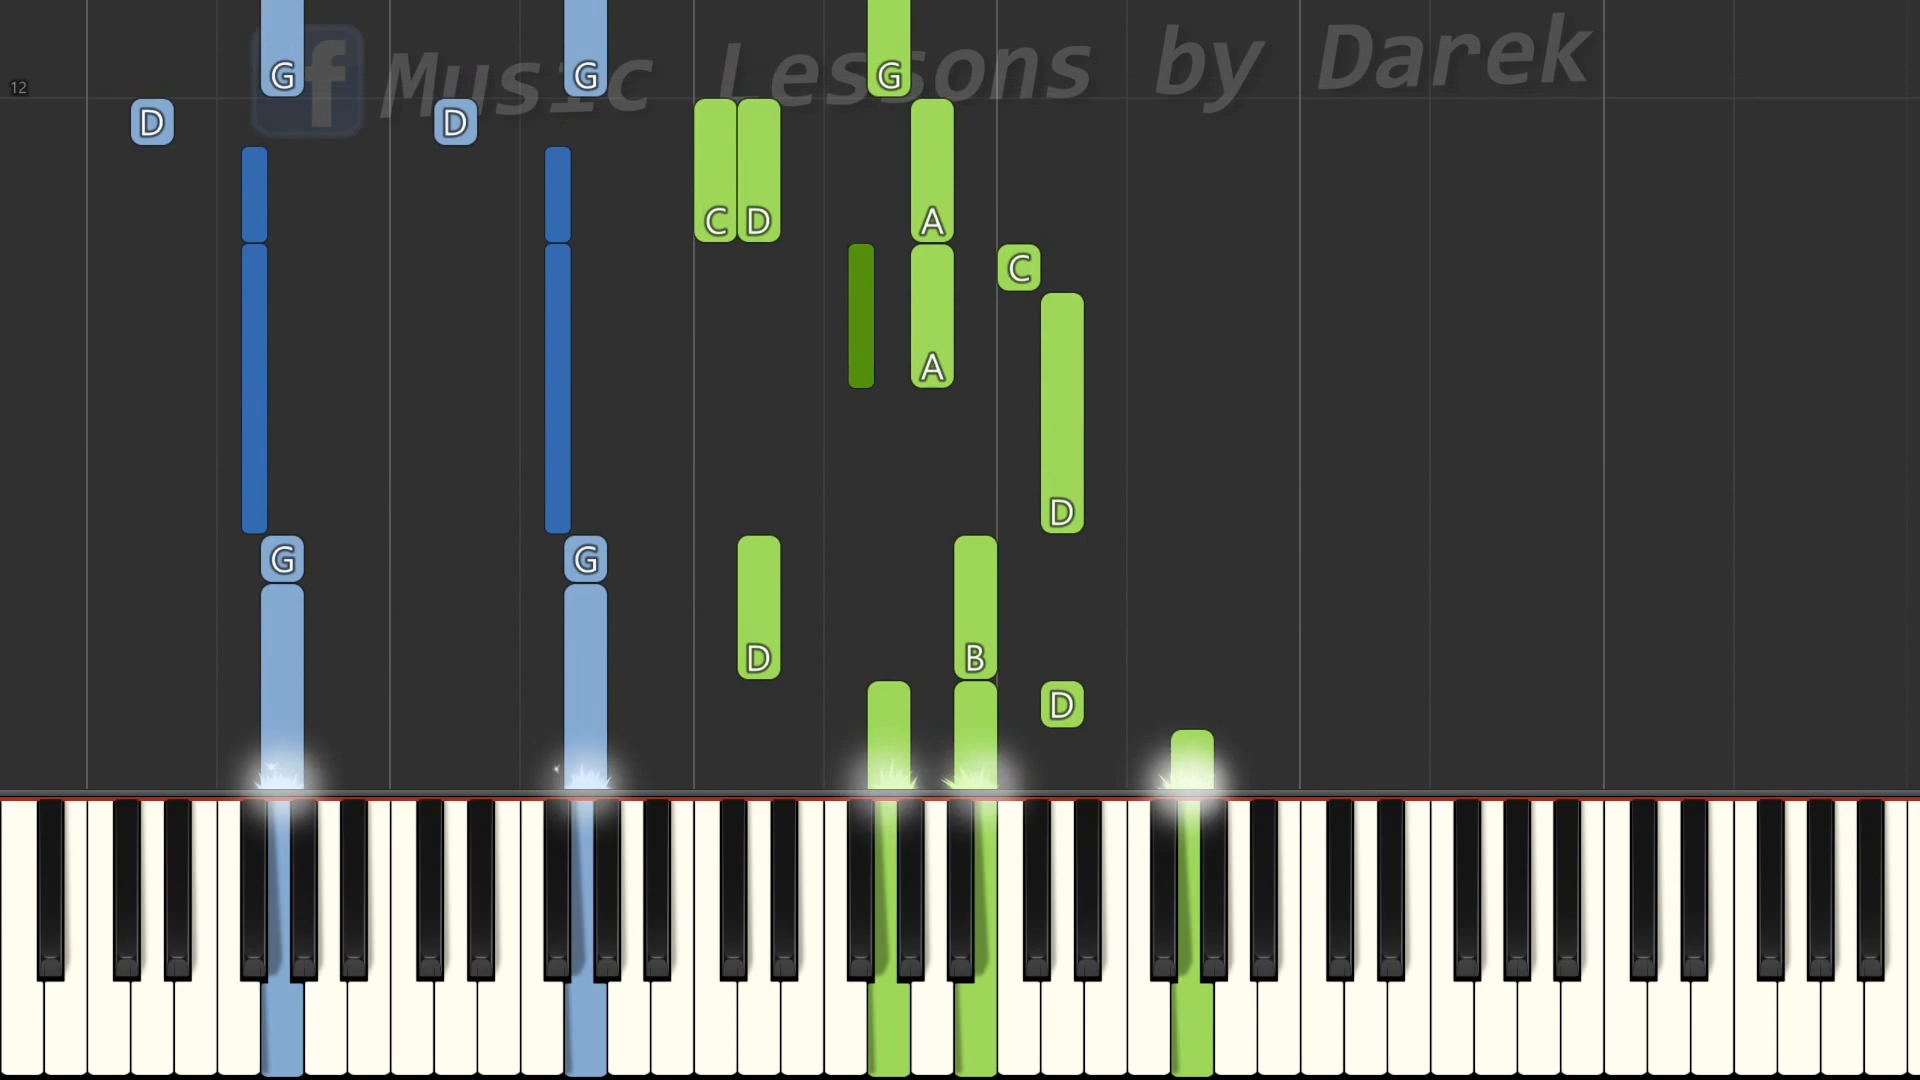 f Music Lessons by Darek
G G G
12
D D
C D A
C
A
D
G G
D B
D